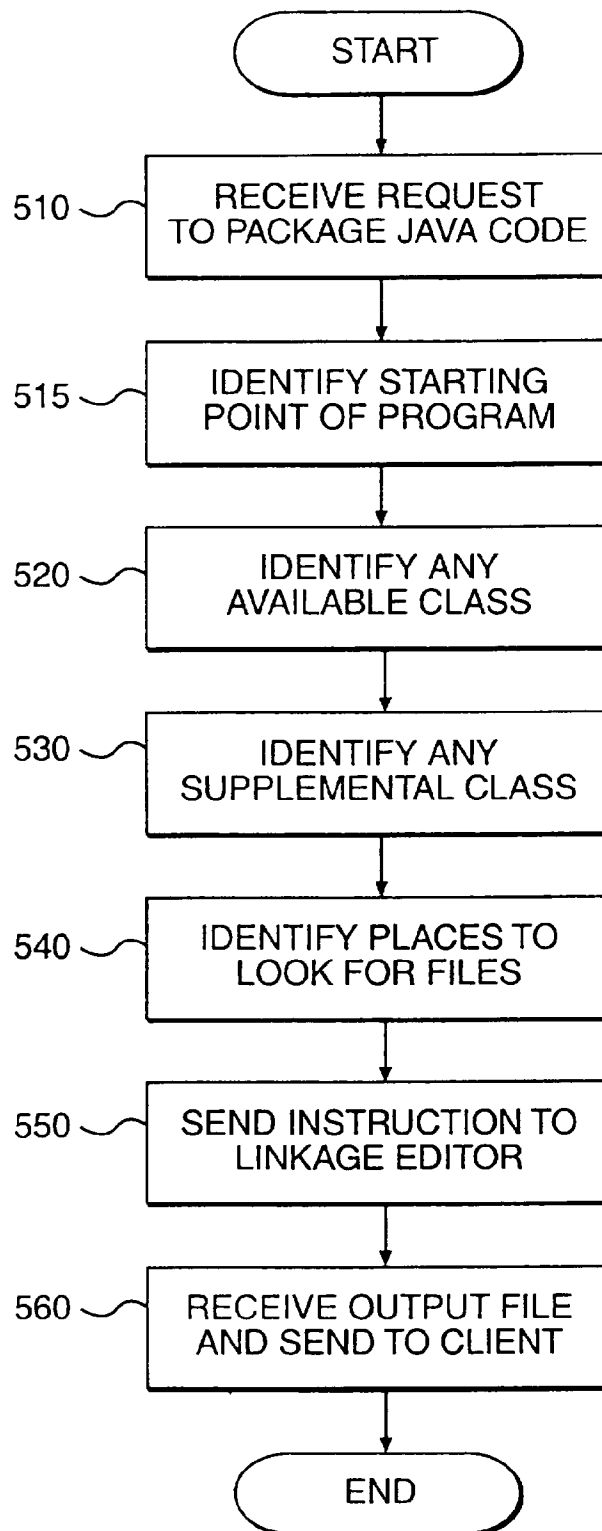 START
510
RECEIVE REQUEST
TO PACKAGE JAVA CODE
515
IDENTIFY STARTING
POINT OF PROGRAM
520
IDENTIFY ANY
AVAILABLE CLASS
530
IDENTIFY ANY
SUPPLEMENTAL CLASS
540
IDENTIFY PLACES TO
LOOK FOR FILES
550
SEND INSTRUCTION TO
LINKAGE EDITOR
560
RECEIVE OUTPUT FILE
AND SEND TO CLIENT
END